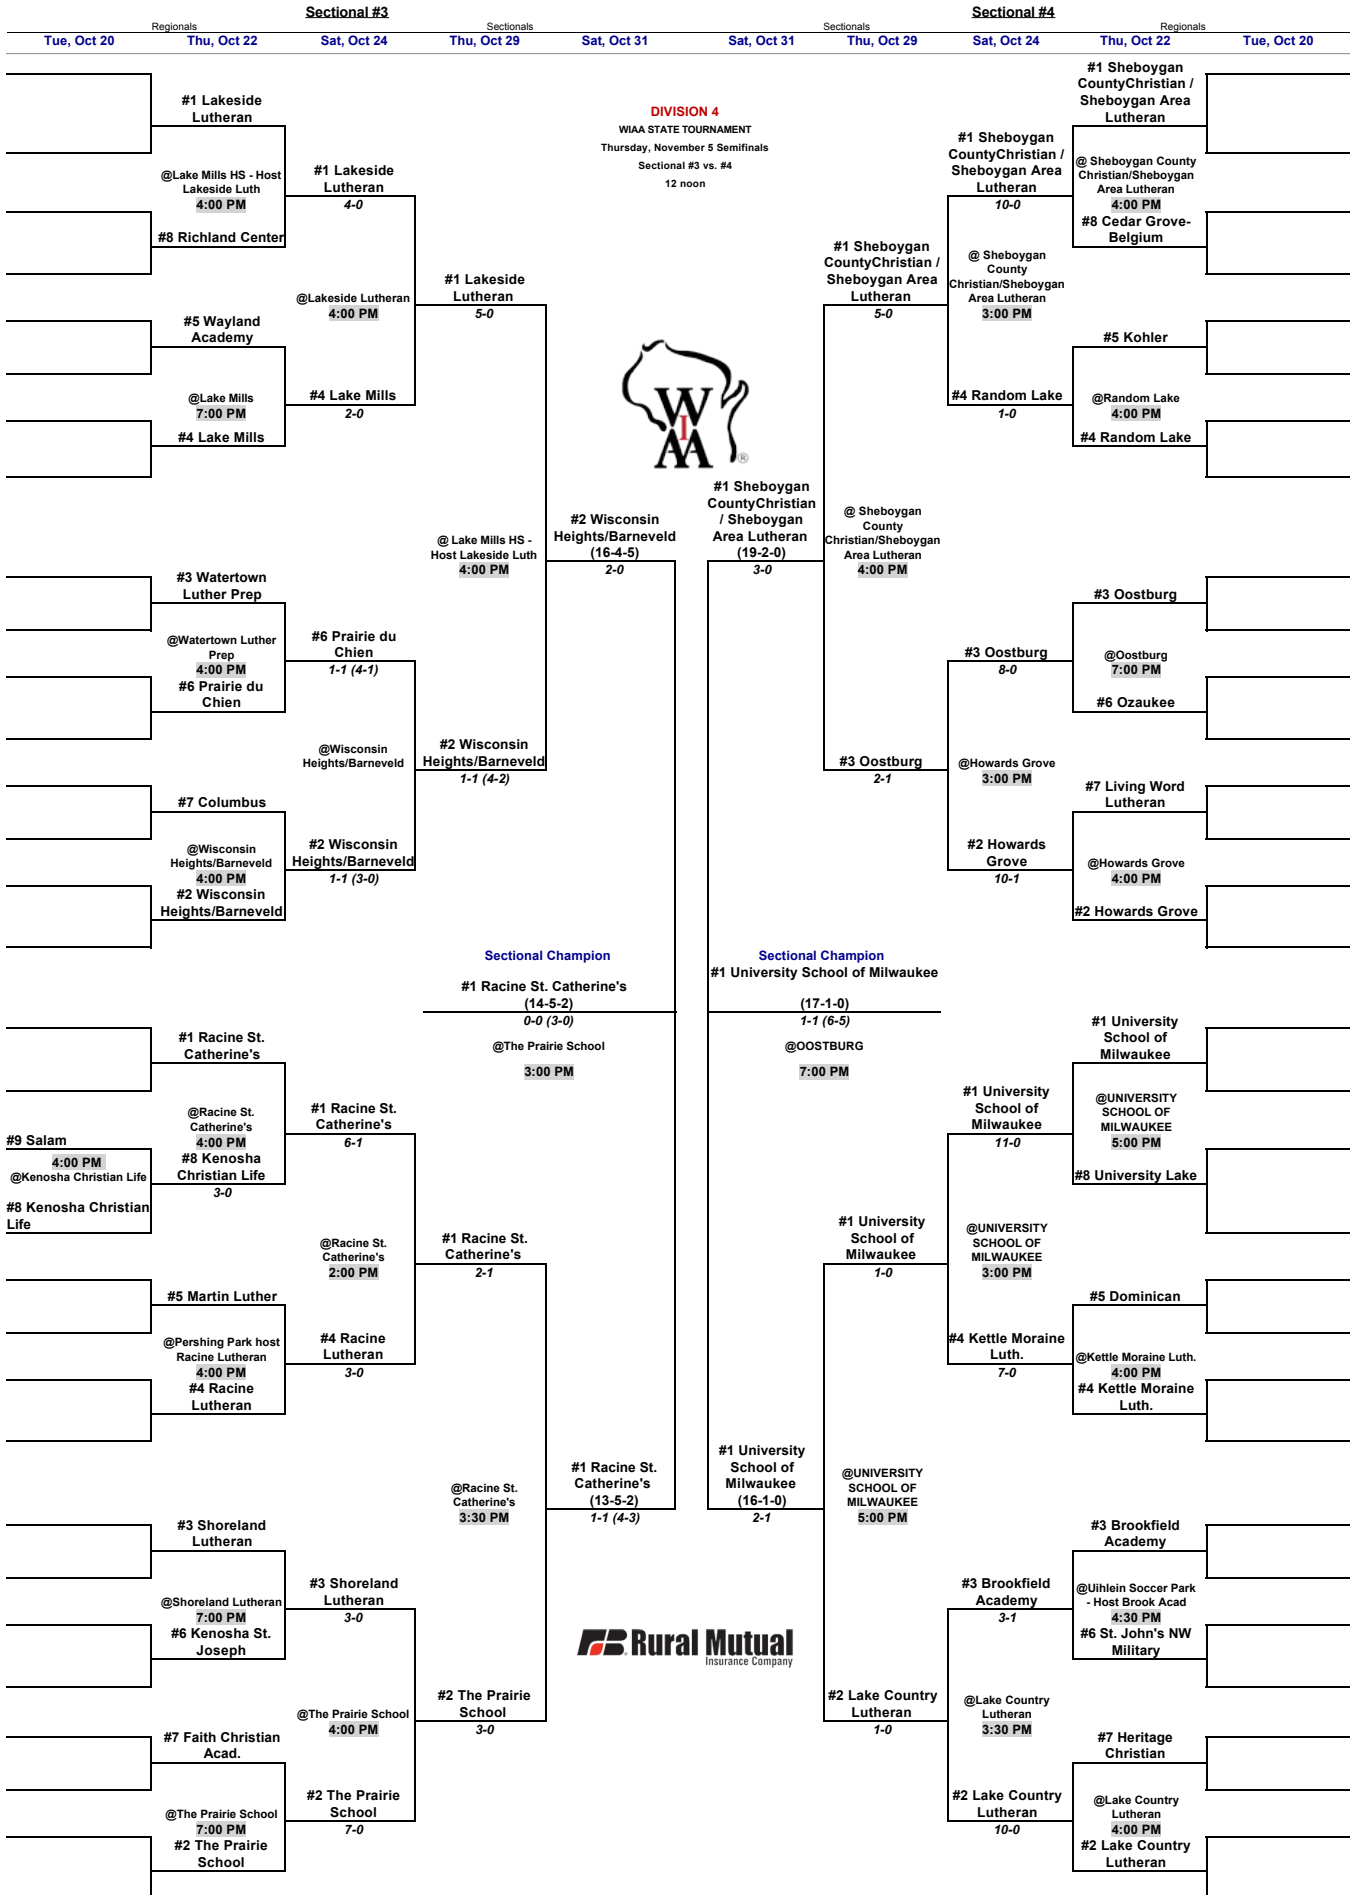 Sectional #3
Sectional #4
Regionals
Sectionals
Sectionals
Regionals
Tue, Oct 20
Thu, Oct 22
Sat, Oct 24
Thu, Oct 29
Sat, Oct 31
Sat, Oct 31
Thu, Oct 29
Sat, Oct 24
Thu, Oct 22
Tue, Oct 20
DIVISION 4
WIAA STATE TOURNAMENT
Thursday, November 5 Semifinals
Sectional #3 vs. #4
12 noon
#1 Lakeside
Lutheran
@Lake Mills HS - Host
Lakeside Luth
4:00 PM
#8 Richland Center
#5 Wayland
Academy
@Lake Mills
7:00 PM
#4 Lake Mills
#3 Watertown
Luther Prep
@Watertown Luther
Prep
4:00 PM
#6 Prairie du
Chien
#7 Columbus
@Wisconsin
Heights/Barneveld
4:00 PM
#2 Wisconsin
Heights/Barneveld
#1 Lakeside
Lutheran
4-0
@Lakeside Lutheran
4:00 PM
#4 Lake Mills
2-0
#6 Prairie du
Chien
1-1 (4-1)
@Wisconsin
Heights/Barneveld
#2 Wisconsin
Heights/Barneveld
1-1 (3-0)
#1 Lakeside
Lutheran
5-0
@ Lake Mills HS -
Host Lakeside Luth
4:00 PM
#2 Wisconsin
Heights/Barneveld
1-1 (4-2)
#2 Wisconsin
Heights/Barneveld
(16-4-5)
2-0
WIAA
®
#1 Sheboygan
CountyChristian
/ Sheboygan
Area Lutheran
(19-2-0)
3-0
#1 Sheboygan
CountyChristian /
Sheboygan Area
Lutheran
5-0
@ Sheboygan
County
Christian/Sheboygan
Area Lutheran
4:00 PM
#3 Oostburg
2-1
#1 Sheboygan
CountyChristian /
Sheboygan Area
Lutheran
10-0
@ Sheboygan
County
Christian/Sheboygan
Area Lutheran
3:00 PM
#4 Random Lake
1-0
#3 Oostburg
8-0
@Howards Grove
3:00 PM
#2 Howards
Grove
10-1
#1 Sheboygan
CountyChristian /
Sheboygan Area
Lutheran
@ Sheboygan County
Christian/Sheboygan
Area Lutheran
4:00 PM
#8 Cedar Grove-
Belgium
#5 Kohler
@Random Lake
4:00 PM
#4 Random Lake
#3 Oostburg
@Oostburg
7:00 PM
#6 Ozaukee
#7 Living Word
Lutheran
@Howards Grove
4:00 PM
#2 Howards Grove
Sectional Champion
#1 Racine St. Catherine's
(14-5-2)
0-0 (3-0)
@The Prairie School
3:00 PM
Sectional Champion
#1 University School of Milwaukee
(17-1-0)
1-1 (6-5)
@OOSTBURG
7:00 PM
#9 Salam
4:00 PM
@Kenosha Christian Life
#8 Kenosha Christian
Life
#1 Racine St.
Catherine's
@Racine St.
Catherine's
4:00 PM
#8 Kenosha
Christian Life
3-0
#5 Martin Luther
@Pershing Park host
Racine Lutheran
4:00 PM
#4 Racine
Lutheran
#3 Shoreland
Lutheran
@Shoreland Lutheran
7:00 PM
#6 Kenosha St.
Joseph
#7 Faith Christian
Acad.
@The Prairie School
7:00 PM
#2 The Prairie
School
#1 Racine St.
Catherine's
6-1
@Racine St.
Catherine's
2:00 PM
#4 Racine
Lutheran
3-0
#3 Shoreland
Lutheran
3-0
@The Prairie School
4:00 PM
#2 The Prairie
School
7-0
#1 Racine St.
Catherine's
2-1
@Racine St.
Catherine's
3:30 PM
#2 The Prairie
School
3-0
#1 Racine St.
Catherine's
(13-5-2)
1-1 (4-3)
Rural Mutual
Insurance Company
#1 University
School of
Milwaukee
(16-1-0)
2-1
#1 University
School of
Milwaukee
1-0
@UNIVERSITY
SCHOOL OF
MILWAUKEE
5:00 PM
#2 Lake Country
Lutheran
1-0
#1 University
School of
Milwaukee
11-0
@UNIVERSITY
SCHOOL OF
MILWAUKEE
3:00 PM
#4 Kettle Moraine
Luth.
7-0
#3 Brookfield
Academy
3-1
@Lake Country
Lutheran
3:30 PM
#2 Lake Country
Lutheran
10-0
#1 University
School of
Milwaukee
@UNIVERSITY
SCHOOL OF
MILWAUKEE
5:00 PM
#8 University Lake
#5 Dominican
@Kettle Moraine Luth.
4:00 PM
#4 Kettle Moraine
Luth.
#3 Brookfield
Academy
@Uihlein Soccer Park
- Host Brook Acad
4:30 PM
#6 St. John's NW
Military
#7 Heritage
Christian
@Lake Country
Lutheran
4:00 PM
#2 Lake Country
Lutheran